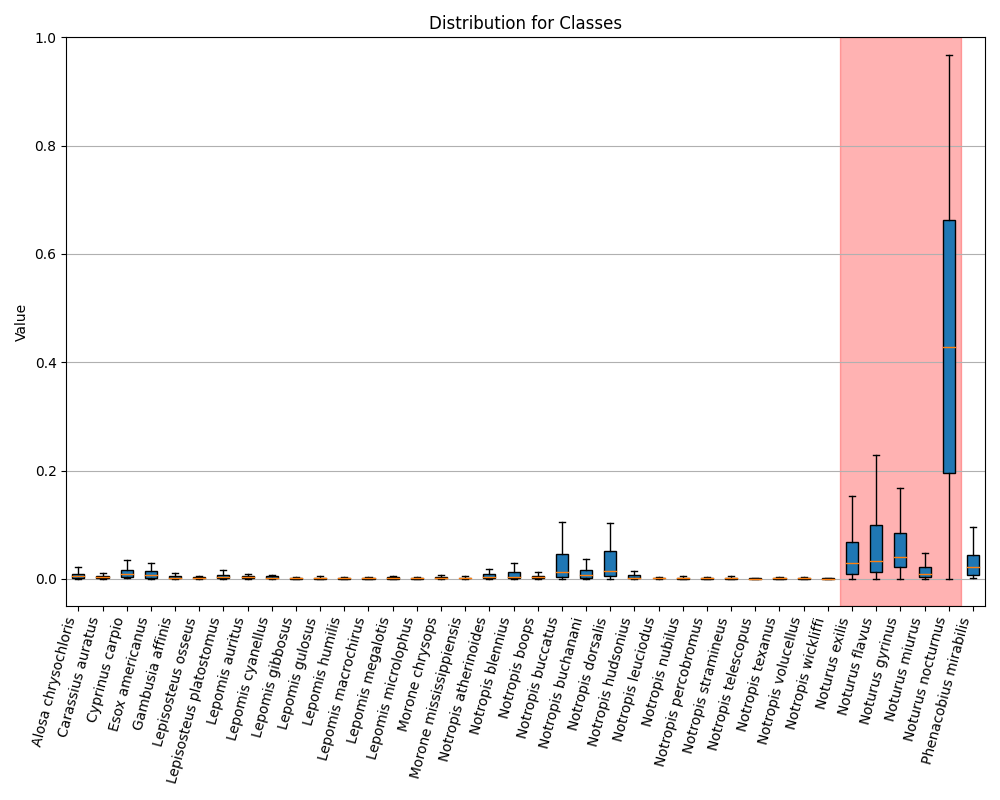 Distribution for Classes
Value
1.0
0.8
0.6
0.4
0.2
0.0
Alosa chrysochloris
Carassius auratus
Cyprinus carpio
Esox americanus
Gambusia affinis
Lepisosteus osseus
Lepisosteus platostomus
Lepomis auritus
Lepomis cyanellus
Lepomis gibbosus
Lepomis gulosus
Lepomis humilis
Lepomis macrochirus
Lepomis megalotis
Lepomis microlophus
Morone chrysops
Morone mississippiensis
Notropis atherinoides
Notropis blennius
Notropis boops
Notropis buccatus
Notropis buchanani
Notropis dorsalis
Notropis hudsonius
Notropis leuciodus
Notropis nubilus
Notropis percobromus
Notropis stramineus
Notropis telescopus
Notropis texanus
Notropis volucellus
Notropis wickliffi
Noturus exilis
Noturus flavus
Noturus gyrinus
Noturus miurus
Noturus nocturnus
Phenacobius mirabilis